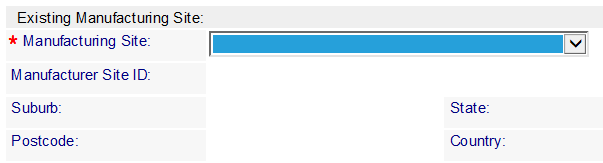 Existing Manufacturing Site:
* Manufacturing Site:
Manufacturer Site ID:
Suburb: State:
Postcode: Country: